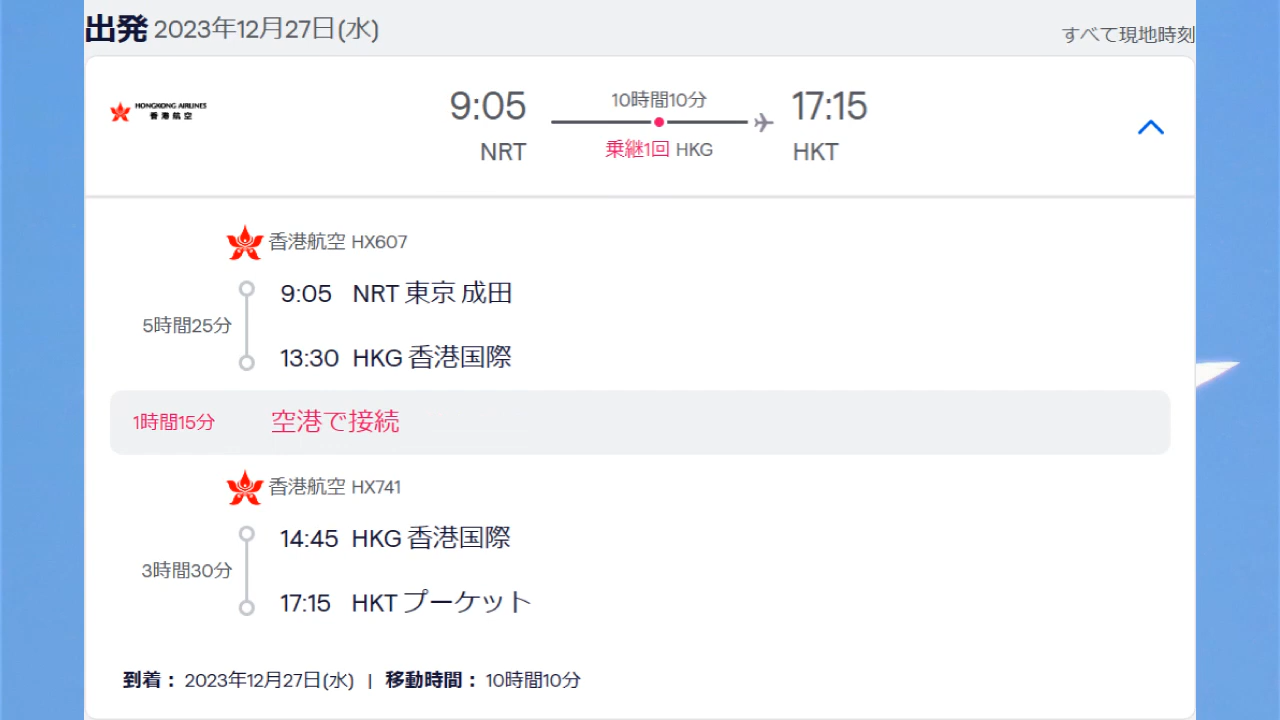 出発 2023年12月27日(水)
すべて現地時刻
HONGKONG AIRLINES
香港航空
9:05 10時間10分 17:15
NRT 乗継1回 HKG HKT
香港航空 HX607
9:05 NRT 東京 成田
5時間25分
13:30 HKG 香港国際
1時間15分 空港で接続
香港航空 HX741
14:45 HKG 香港国際
3時間30分
17:15 HKT プーケット
到着： 2023年12月27日(水) | 移動時間： 10時間10分